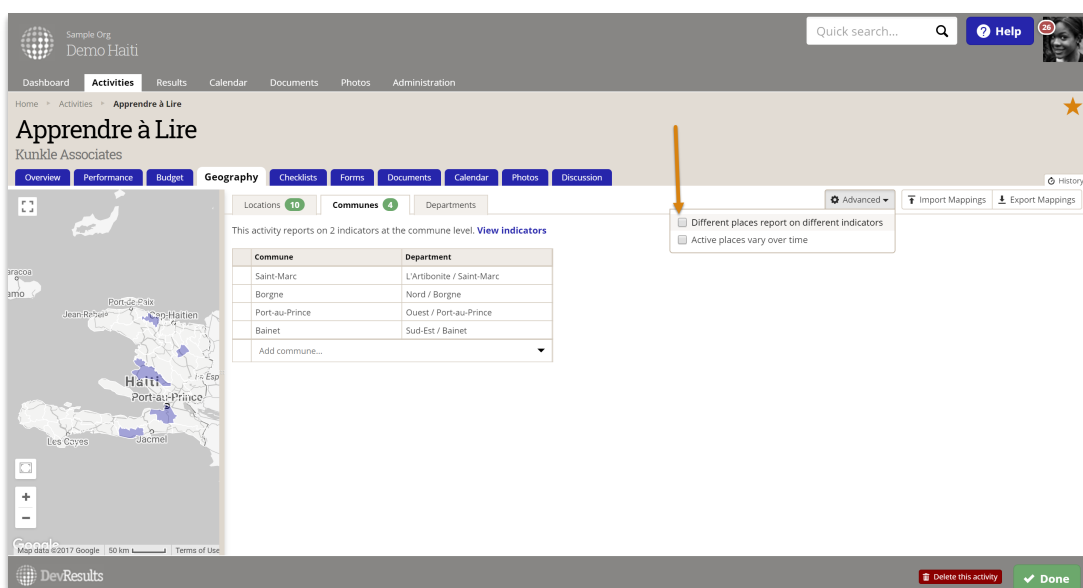 Sample Org
Demo Haiti
Quick search...
Help
26
Dashboard Activities Results Calendar Documents Photos Administration
Home Activities Apprendre à Lire
Apprendre à Lire
Kunkle Associates
Overview Performance Budget Geography Checklists Forms Documents Calendar Photos Discussion
History
Locations 10 Communes 4 Departments
Advanced Import Mappings Export Mappings
Different places report on different indicators
Active places vary over time
This activity reports on 2 indicators at the commune level. View indicators
Commune Department
Saint-Marc L'Artibonite / Saint-Marc
Borgne Nord / Borgne
Port-au-Prince Ouest / Port-au-Prince
Bainet Sud-Est / Bainet
Add commune...
aracoa
amo
Port-de-Paix
Jean-Rabel
Cap-Haitien
Haiti
Esp
Port-au-Prince
Les Cayes
Jacmel
+
−
Google
Map data ©2017 Google 50 km Terms of Use
DevResults
Delete this activity
Done